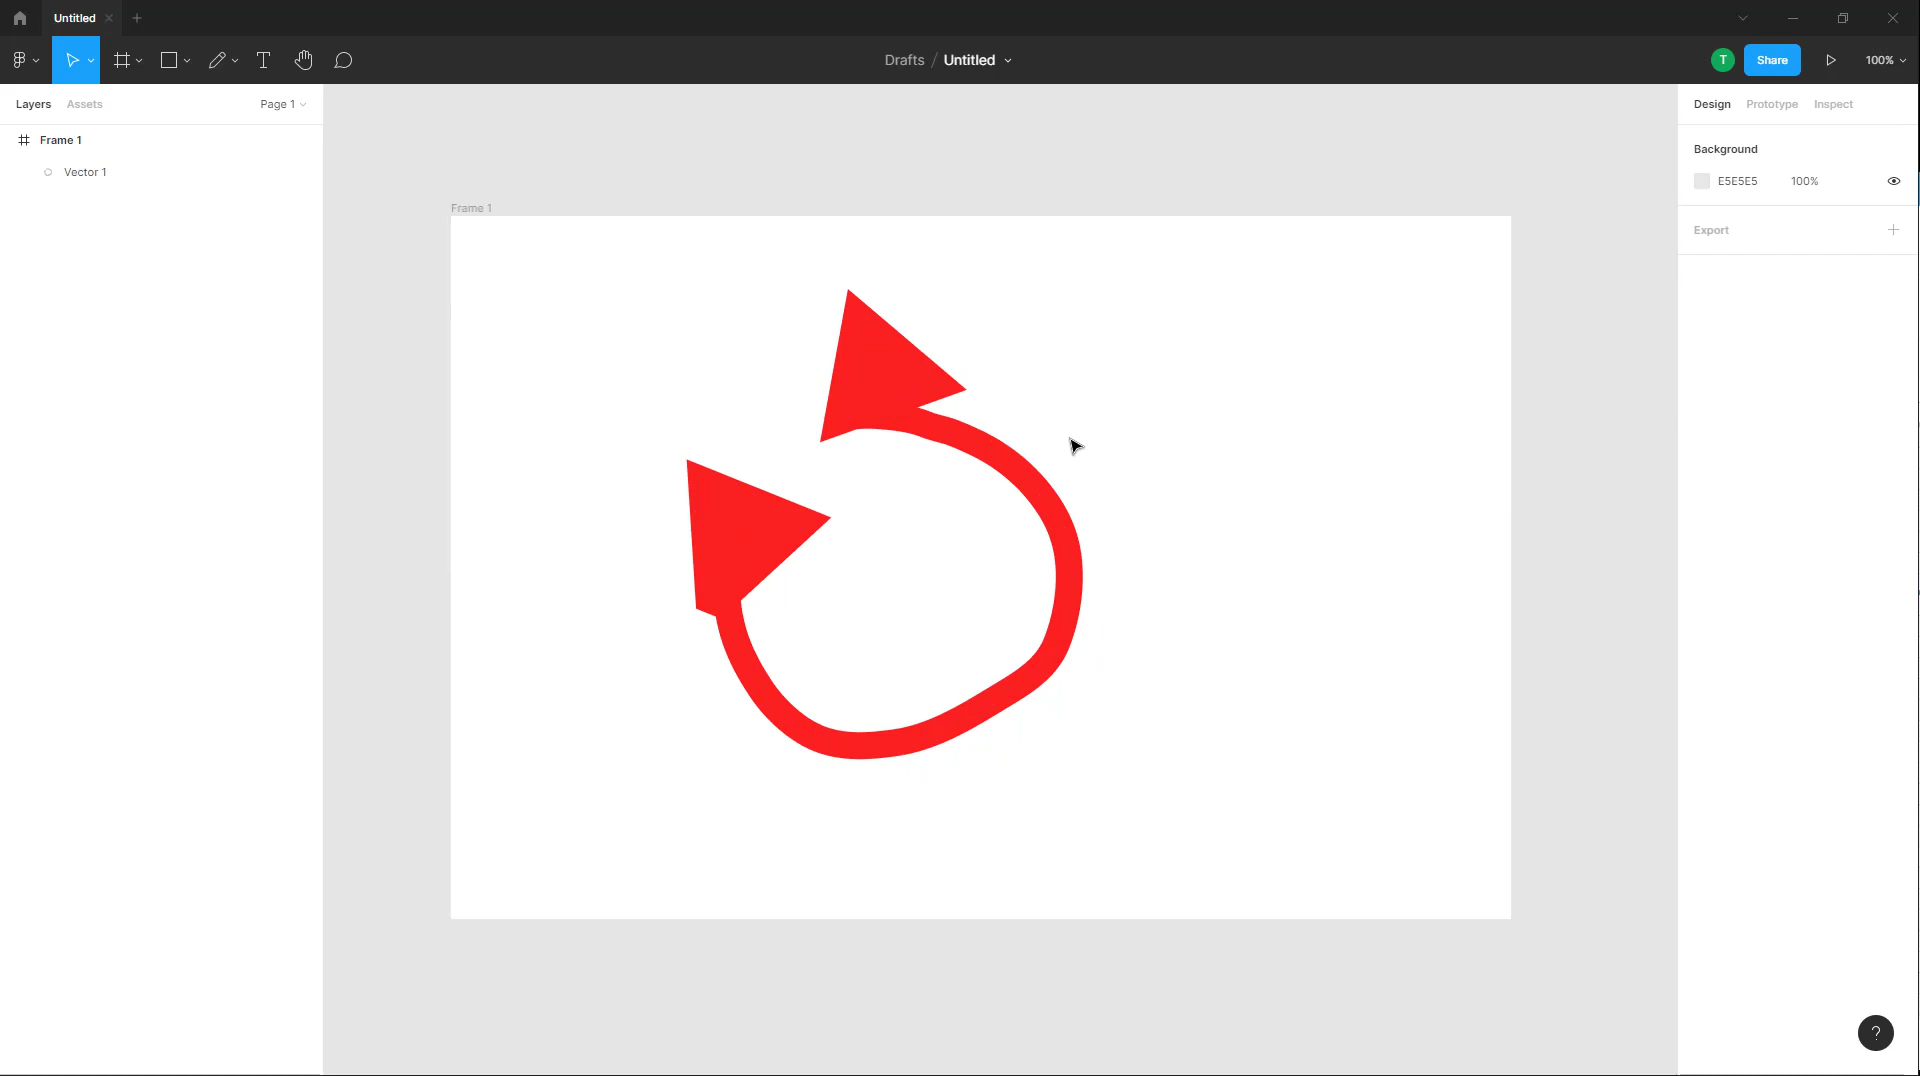 Untitled
Drafts / Untitled
T
Share
100%
Layers Assets Page 1
Frame 1
Vector 1
Frame 1
Design Prototype Inspect
Background
E5E5E5 100%
Export
?